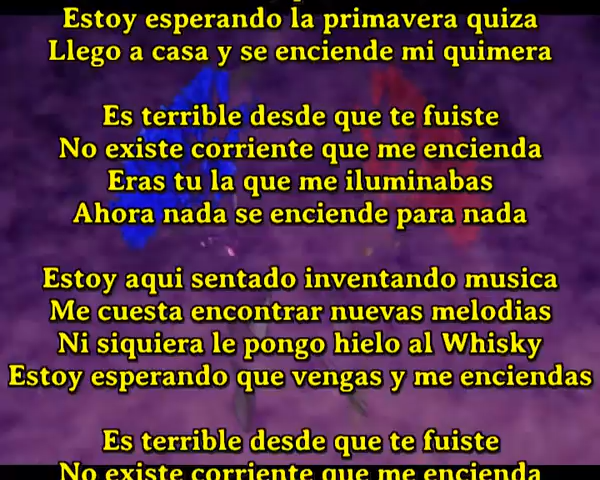 Estoy esperando la primavera quiza
Llego a casa y se enciende mi quimera
Es terrible desde que te fuiste
No existe corriente que me encienda
Eras tu la que me iluminabas
Ahora nada se enciende para nada
Estoy aqui sentado inventando musica
Me cuesta encontrar nuevas melodias
Ni siquiera le pongo hielo al Whisky
Estoy esperando que vengas y me enciendas
Es terrible desde que te fuiste
No existe corriente que me encienda